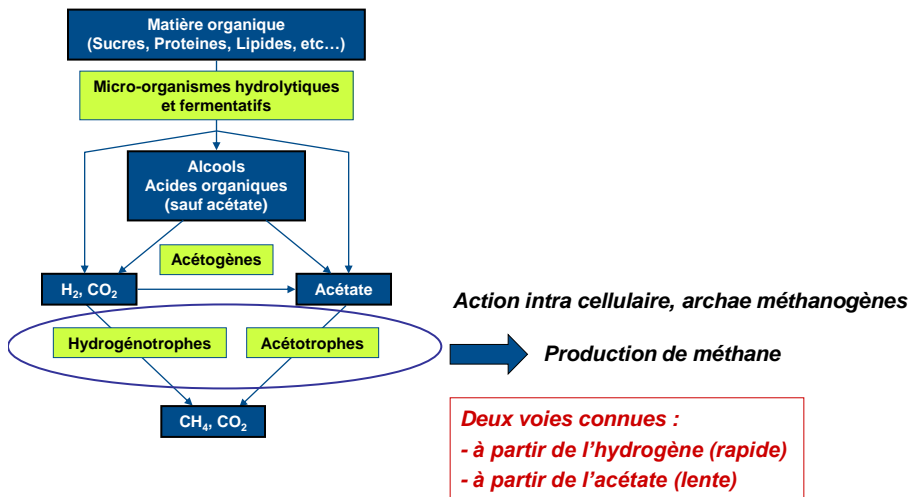 Matière organique
(Sucres, Proteines, Lipides, etc…)
Micro-organismes hydrolytiques
et fermentatifs
Alcools
Acides organiques
(sauf acétate)
Acétogènes
H₂, CO₂
Acétate
Action intra cellulaire, archae méthanogènes
Hydrogénotrophes
Acétotrophes
Production de méthane
CH₄, CO₂
Deux voies connues :
- à partir de l’hydrogène (rapide)
- à partir de l’acétate (lente)